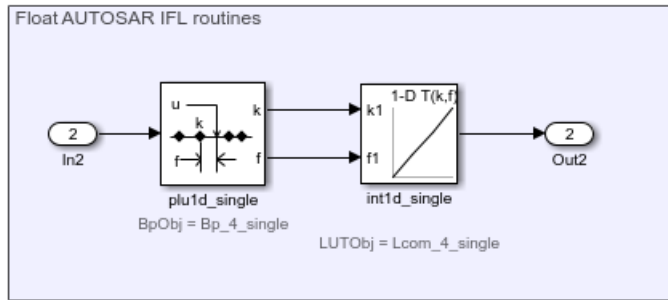 Float AUTOSAR IFL routines
2
In2
u
k
f
k
f
plu1d_single
BpObj = Bp_4_single
1-D T(k,f)
k1
f1
int1d_single
LUTObj = Lcom_4_single
2
Out2